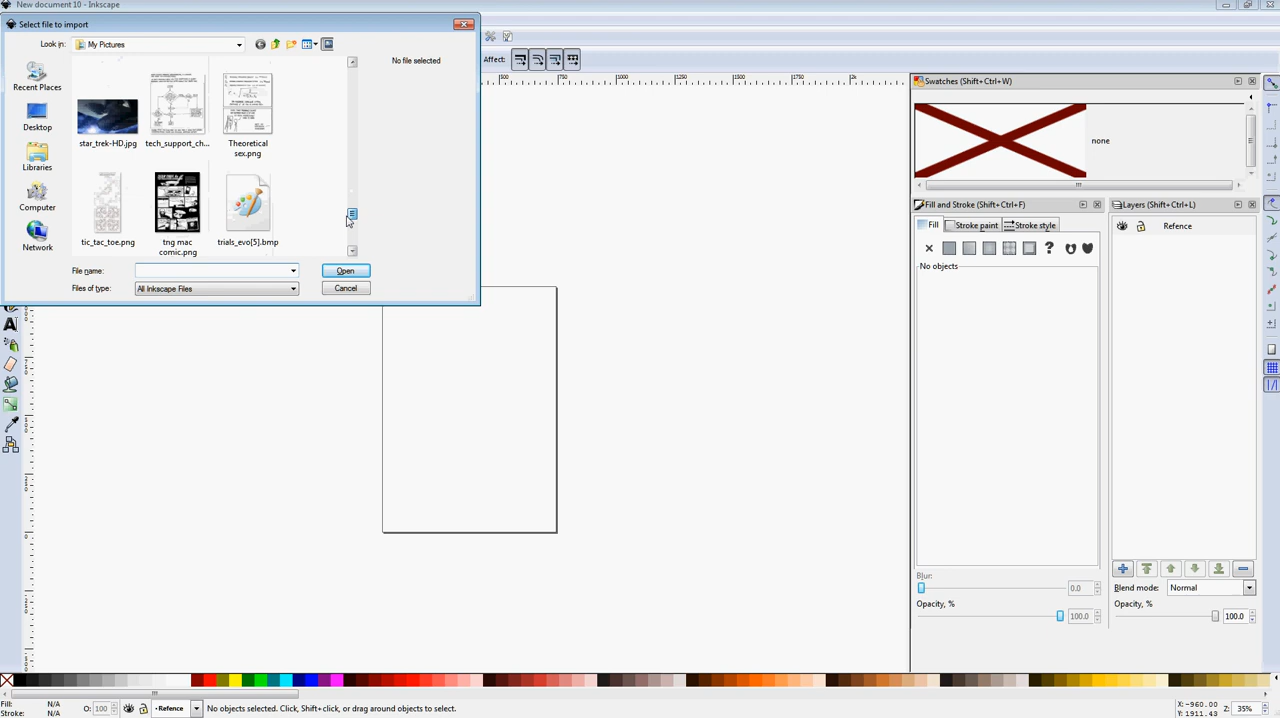 New document 10 - Inkscape
Select file to import
Look in:
My Pictures
No file selected
Affect:
Recent Places
Desktop
Libraries
Computer
Network
star_trek-HD.jpg
tech_support_ch...
Theoretical
sex.png
tic_tac_toe.png
tng mac
comic.png
trials_evo[5].bmp
File name:
Open
Files of type:
All Inkscape Files
Cancel
Swatches (Shift+Ctrl+W)
none
Fill and Stroke (Shift+Ctrl+F)
Layers (Shift+Ctrl+L)
Fill
Stroke paint
Stroke style
Refence
No objects
Blur:
0.0
Opacity, %
100.0
Blend mode:
Normal
Opacity, %
100.0
Fill:
N/A
Stroke:
N/A
O:
100
Refence
No objects selected. Click, Shift+click, or drag around objects to select.
X: -960.00
Y: 1311.43
Z:
35%